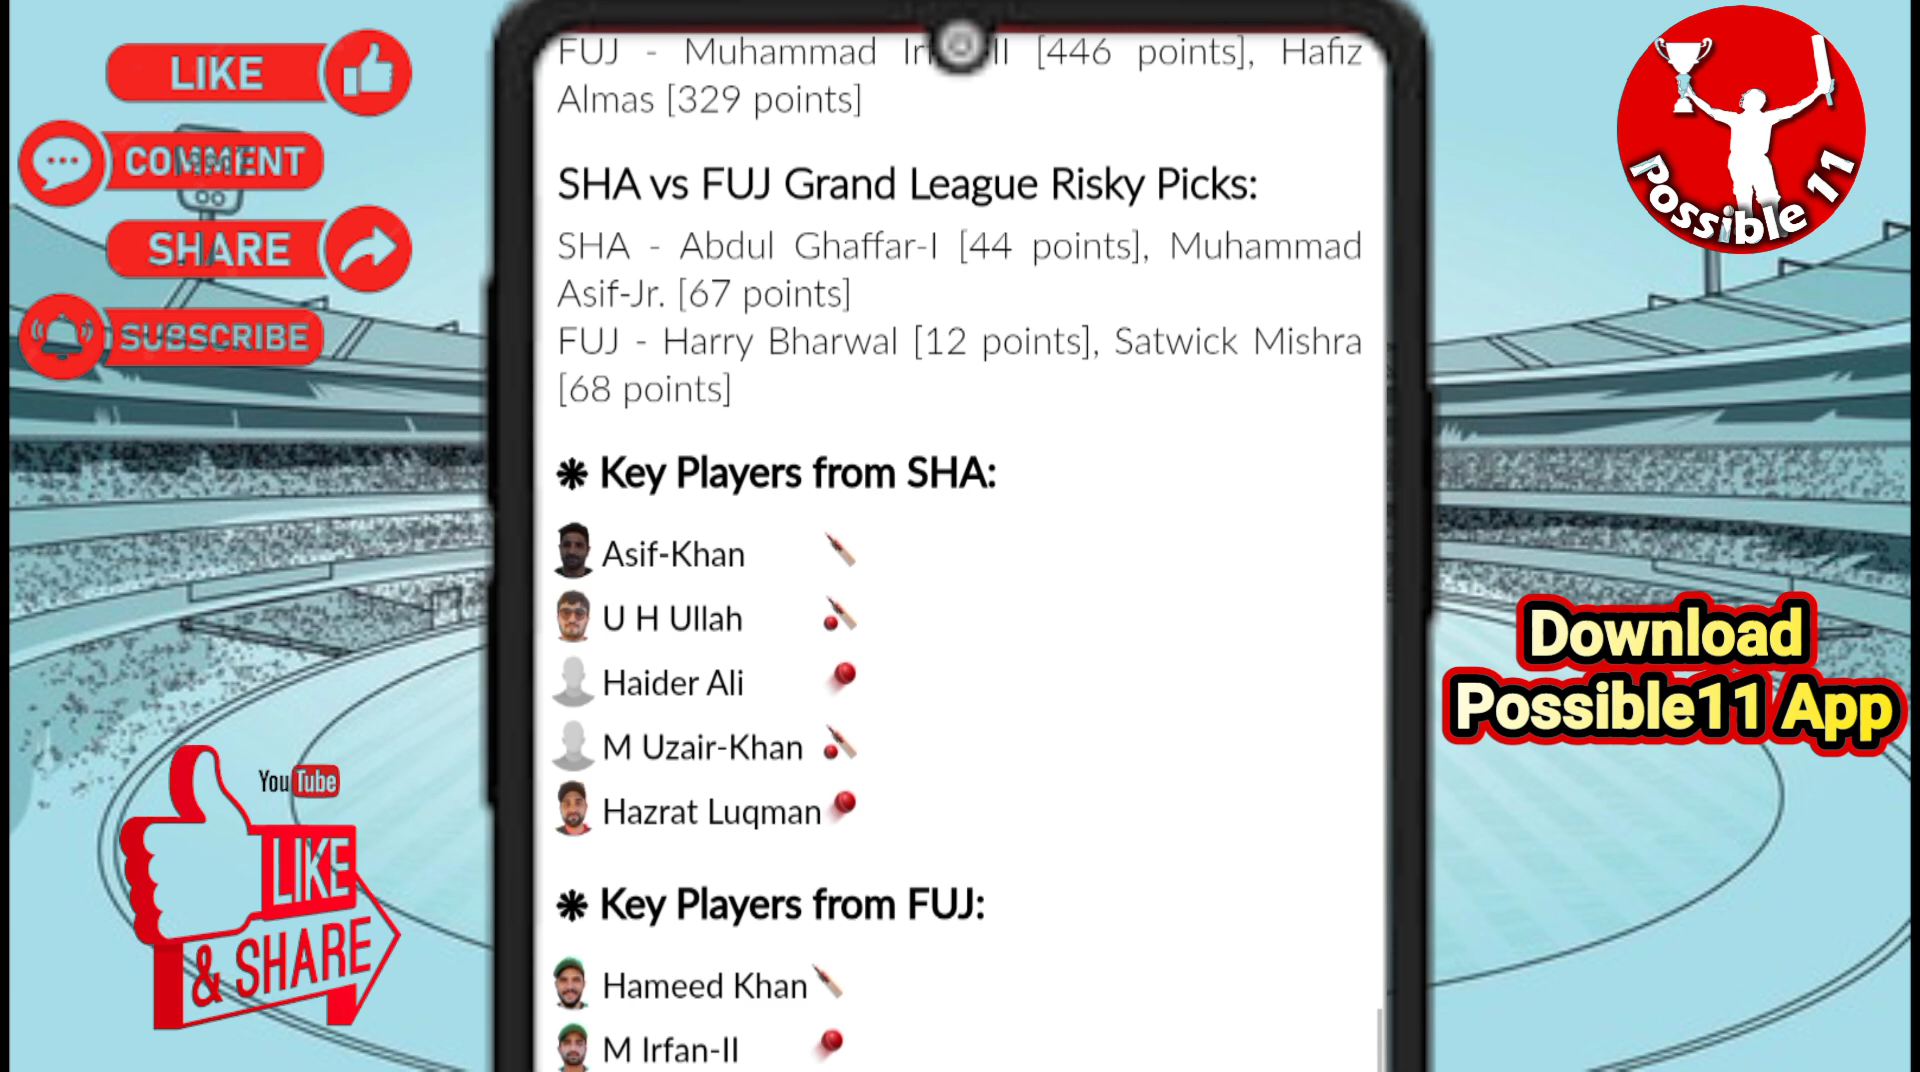 LIKE
COMMENT
SHARE
SUBSCRIBE
FUJ - Muhammad II [446 points], Hafiz
Almas [329 points]
SHA vs FUJ Grand League Risky Picks:
SHA - Abdul Ghaffar-I [44 points], Muhammad
Asif-Jr. [67 points]
FUJ - Harry Bharwal [12 points], Satwick Mishra
[68 points]
✱ Key Players from SHA:
Asif-Khan
U H Ullah
Haider Ali
M Uzair-Khan
Hazrat Luqman
✱ Key Players from FUJ:
Hameed Khan
M Irfan-II
YouTube
LIKE
& SHARE
Possible 11
Download
Possible11 App